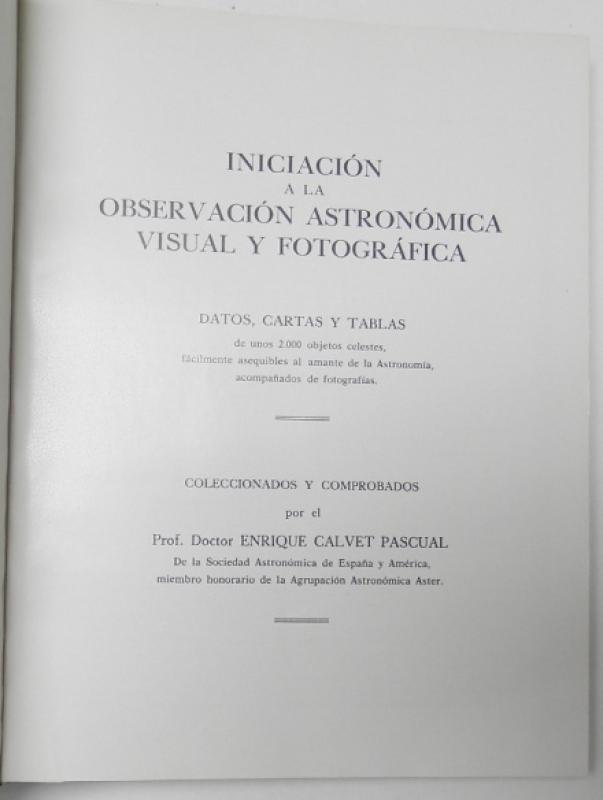 INICIACIÓN
A LA
OBSERVACIÓN ASTRONÓMICA
VISUAL Y FOTOGRÁFICA
DATOS, CARTAS Y TABLAS
de unos 2.000 objetos celestes,
fácilmente asequibles al amante de la Astronomía,
acompañados de fotografías.
COLECCIONADOS Y COMPROBADOS
por el
Prof. Doctor ENRIQUE CALVET PASCUAL
De la Sociedad Astronómica de España y América,
miembro honorario de la Agrupación Astronómica Aster.